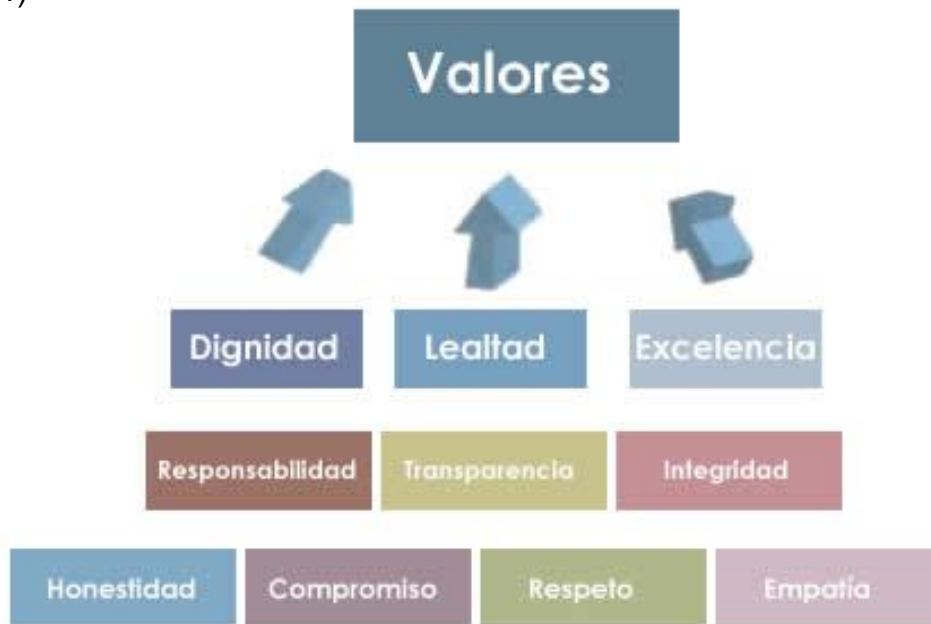 Valores
Dignidad Lealtad Excelencia
Responsabilidad Transparencia Integridad
Honestidad Compromiso Respeto Empatía